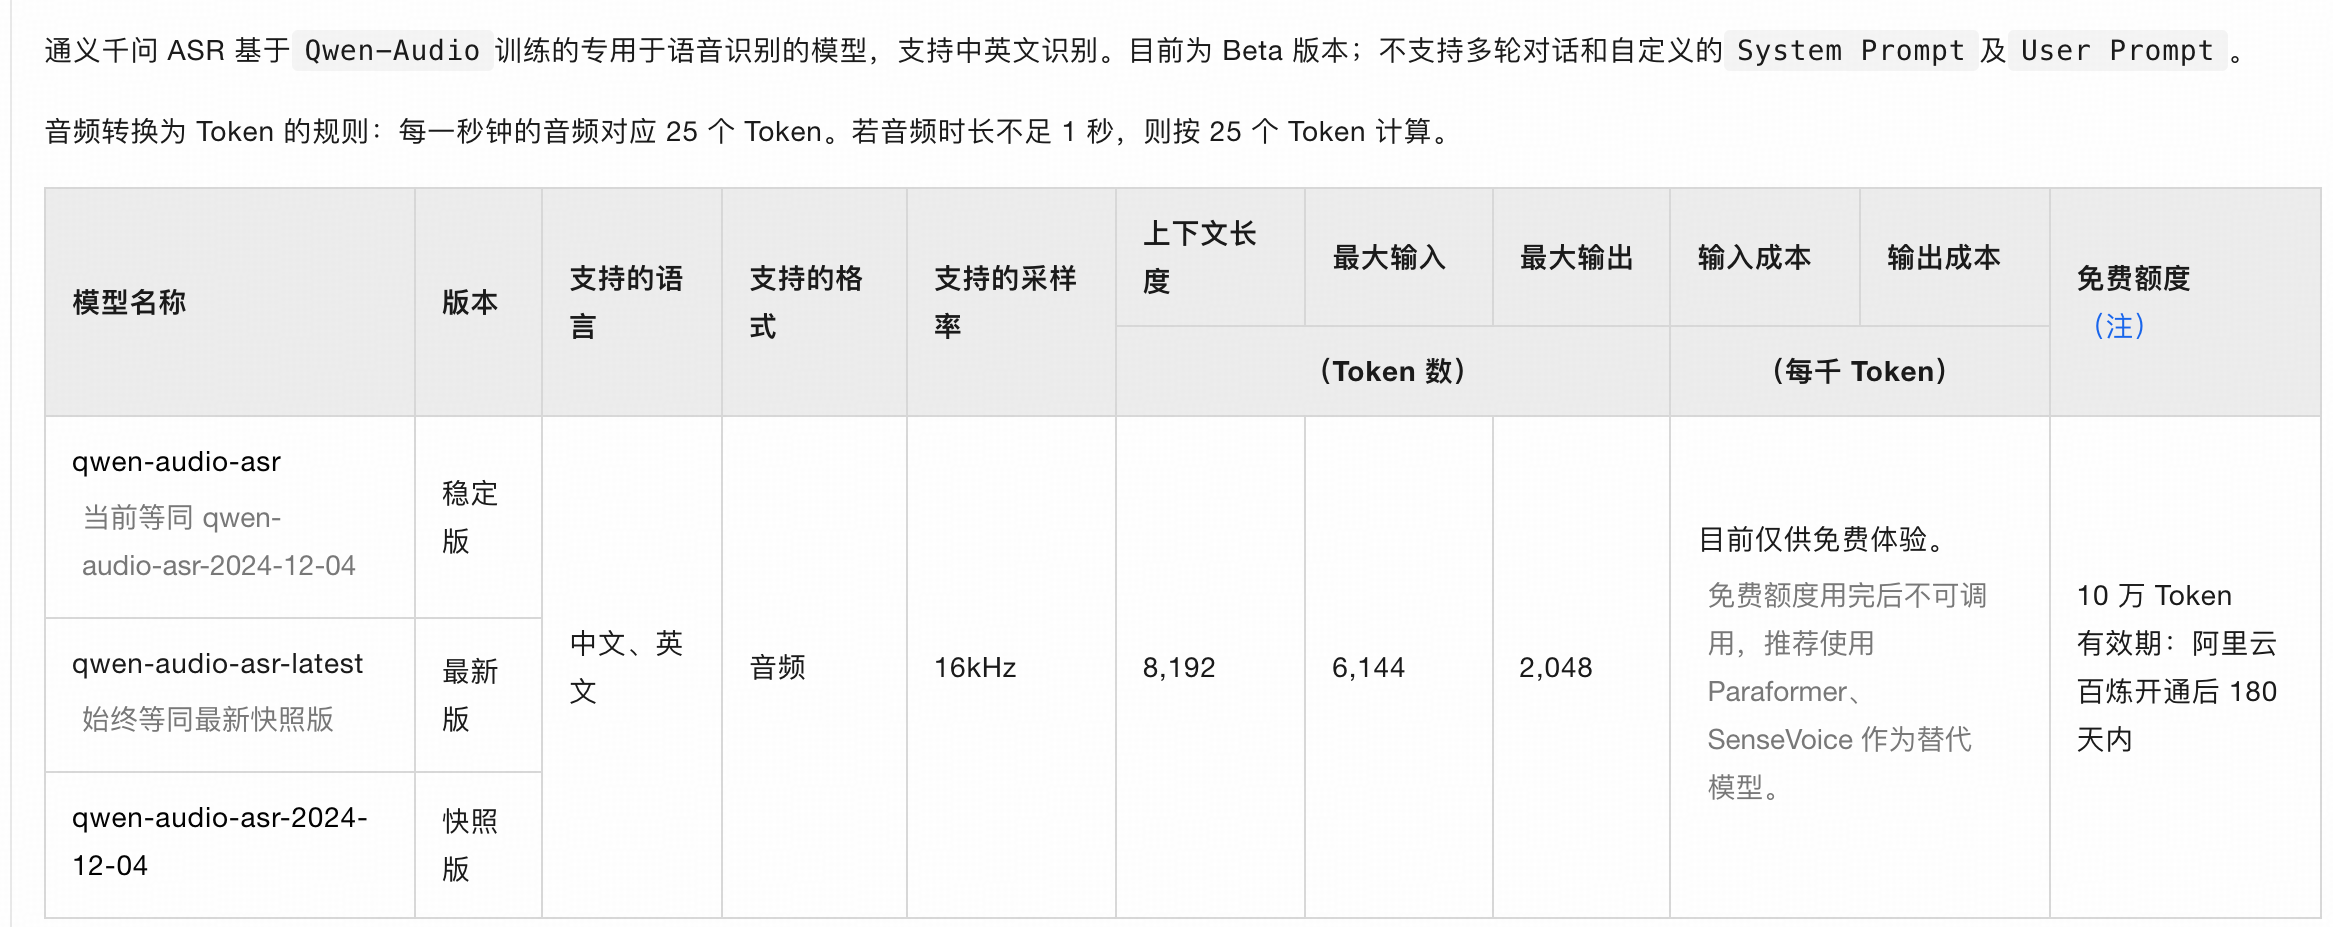 通义千问 ASR 基于 Qwen-Audio 训练的专用于语音识别的模型，支持中英文识别。目前为 Beta 版本；不支持多轮对话和自定义的 System Prompt 及 User Prompt 。
音频转换为 Token 的规则：每一秒钟的音频对应 25 个 Token。若音频时长不足 1 秒，则按 25 个 Token 计算。
模型名称
版本
支持的语
言
支持的格
式
支持的采样
率
上下文长
度
最大输入
最大输出
输入成本
输出成本
免费额度
（注）
（Token 数）
（每千 Token）
qwen-audio-asr
当前等同 qwen-
audio-asr-2024-12-04
稳定
版
中文、英
文
音频
16kHz
8,192
6,144
2,048
目前仅供免费体验。
免费额度用完后不可调
用，推荐使用
Paraformer、
SenseVoice 作为替代
模型。
10 万 Token
有效期：阿里云
百炼开通后 180
天内
qwen-audio-asr-latest
始终等同最新快照版
最新
版
qwen-audio-asr-2024-
12-04
快照
版